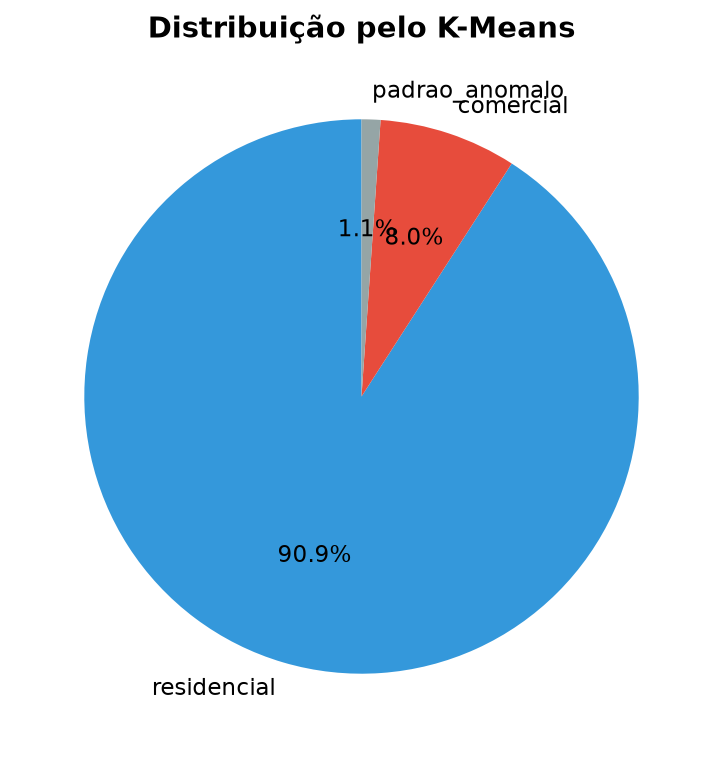 Distribuição pelo K-Means
padrao_anomalo
comercial
1.1%
8.0%
90.9%
residencial